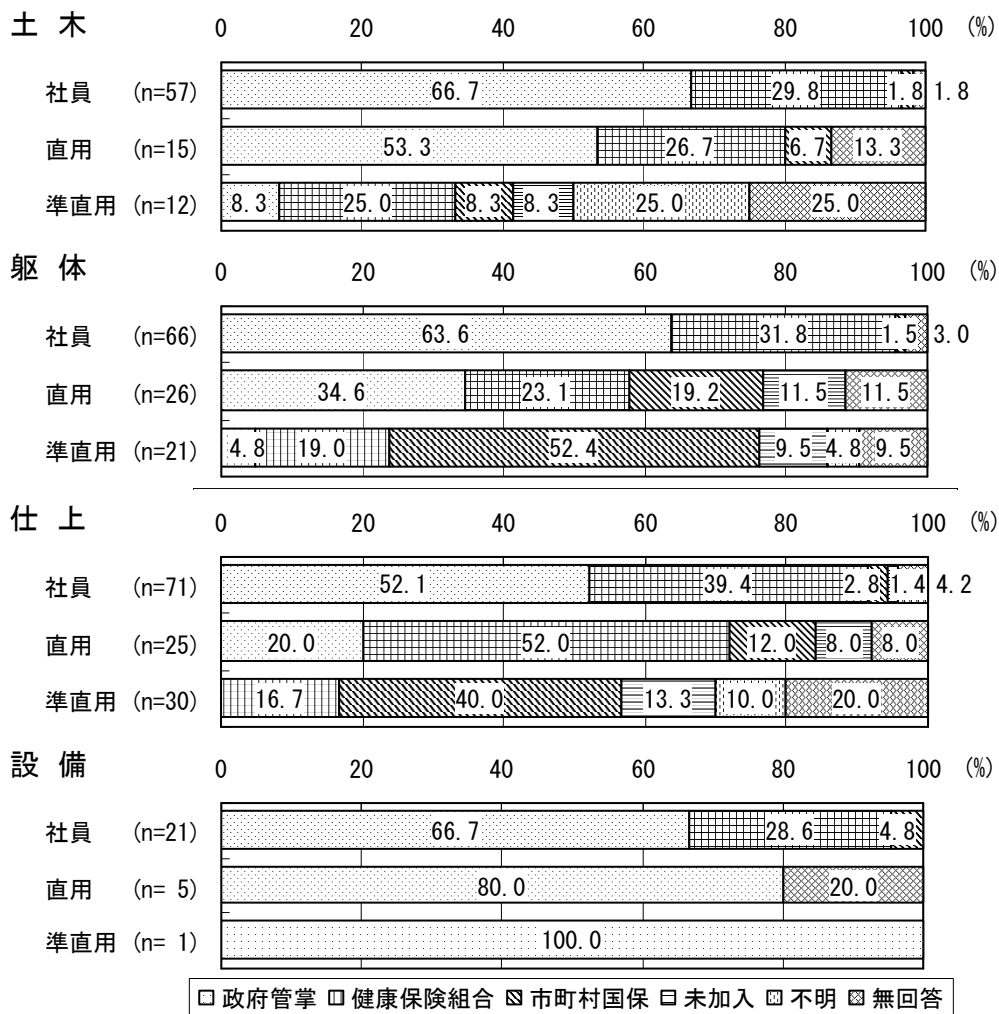 土 木 0 20 40 60 80 100 (%)
社員 (n=57) 66.7 29.8 1.8 1.8
直用 (n=15) 53.3 26.7 6.7 13.3
準直用 (n=12) 8.3 25.0 8.3 8.3 25.0 25.0
躯 体 0 20 40 60 80 100 (%)
社員 (n=66) 63.6 31.8 1.5 3.0
直用 (n=26) 34.6 23.1 19.2 11.5 11.5
準直用 (n=21) 4.8 19.0 52.4 9.5 4.8 9.5
仕 上 0 20 40 60 80 100 (%)
社員 (n=71) 52.1 39.4 2.8 1.4 4.2
直用 (n=25) 20.0 52.0 12.0 8.0 8.0
準直用 (n=30) 16.7 40.0 13.3 10.0 20.0
設 備 0 20 40 60 80 100 (%)
社員 (n=21) 66.7 28.6 4.8
直用 (n= 5) 80.0 20.0
準直用 (n= 1) 100.0
政府管掌 健康保険組合 市町村国保 未加入 不明 無回答